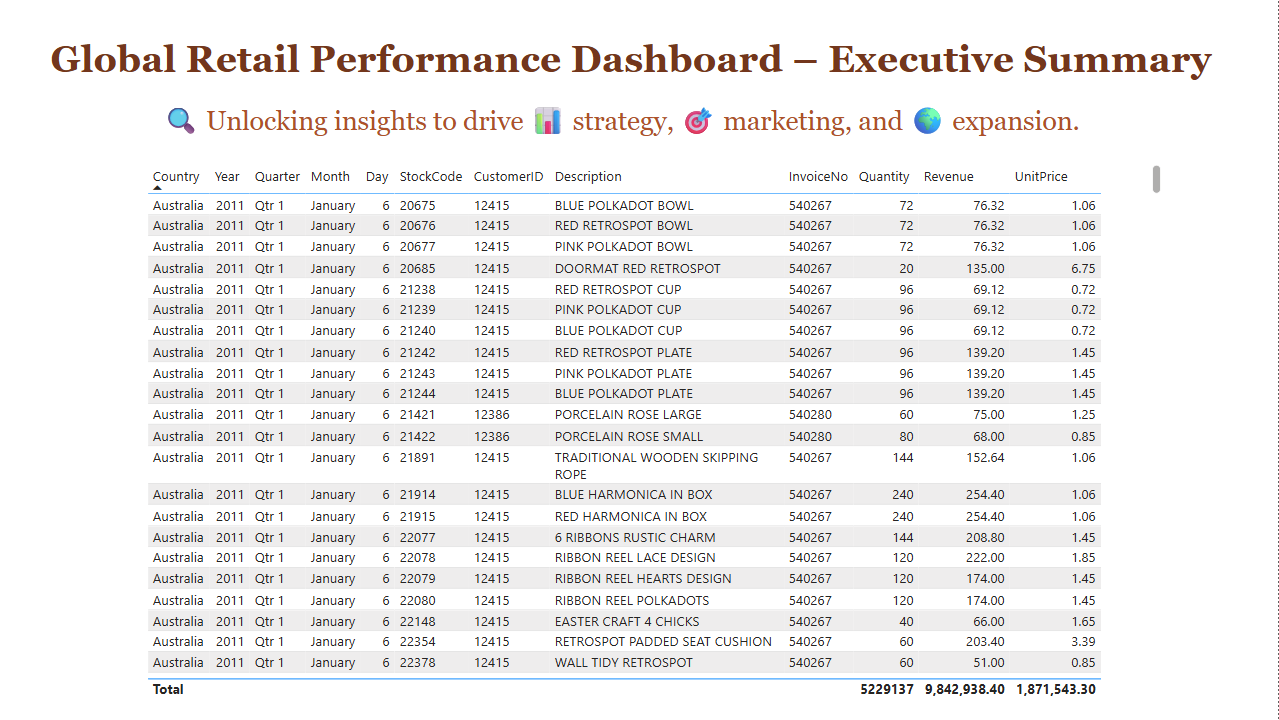 Global Retail Performance Dashboard – Executive Summary
🔍 Unlocking insights to drive 📊 strategy, 🎯 marketing, and 🌍 expansion.
Country Year Quarter Month Day StockCode CustomerID Description InvoiceNo Quantity Revenue UnitPrice
Australia 2011 Qtr 1 January 6 20675 12415 BLUE POLKADOT BOWL 540267 72 76.32 1.06
Australia 2011 Qtr 1 January 6 20676 12415 RED RETROSPOT BOWL 540267 72 76.32 1.06
Australia 2011 Qtr 1 January 6 20677 12415 PINK POLKADOT BOWL 540267 72 76.32 1.06
Australia 2011 Qtr 1 January 6 20685 12415 DOORMAT RED RETROSPOT 540267 20 135.00 6.75
Australia 2011 Qtr 1 January 6 21238 12415 RED RETROSPOT CUP 540267 96 69.12 0.72
Australia 2011 Qtr 1 January 6 21239 12415 PINK POLKADOT CUP 540267 96 69.12 0.72
Australia 2011 Qtr 1 January 6 21240 12415 BLUE POLKADOT CUP 540267 96 69.12 0.72
Australia 2011 Qtr 1 January 6 21242 12415 RED RETROSPOT PLATE 540267 96 139.20 1.45
Australia 2011 Qtr 1 January 6 21243 12415 PINK POLKADOT PLATE 540267 96 139.20 1.45
Australia 2011 Qtr 1 January 6 21244 12415 BLUE POLKADOT PLATE 540267 96 139.20 1.45
Australia 2011 Qtr 1 January 6 21421 12386 PORCELAIN ROSE LARGE 540280 60 75.00 1.25
Australia 2011 Qtr 1 January 6 21422 12386 PORCELAIN ROSE SMALL 540280 80 68.00 0.85
Australia 2011 Qtr 1 January 6 21891 12415 TRADITIONAL WOODEN SKIPPING 540267 144 152.64 1.06
ROPE
Australia 2011 Qtr 1 January 6 21914 12415 BLUE HARMONICA IN BOX 540267 240 254.40 1.06
Australia 2011 Qtr 1 January 6 21915 12415 RED HARMONICA IN BOX 540267 240 254.40 1.06
Australia 2011 Qtr 1 January 6 22077 12415 6 RIBBONS RUSTIC CHARM 540267 144 208.80 1.45
Australia 2011 Qtr 1 January 6 22078 12415 RIBBON REEL LACE DESIGN 540267 120 222.00 1.85
Australia 2011 Qtr 1 January 6 22079 12415 RIBBON REEL HEARTS DESIGN 540267 120 174.00 1.45
Australia 2011 Qtr 1 January 6 22080 12415 RIBBON REEL POLKADOTS 540267 120 174.00 1.45
Australia 2011 Qtr 1 January 6 22148 12415 EASTER CRAFT 4 CHICKS 540267 40 66.00 1.65
Australia 2011 Qtr 1 January 6 22354 12415 RETROSPOT PADDED SEAT CUSHION 540267 60 203.40 3.39
Australia 2011 Qtr 1 January 6 22378 12415 WALL TIDY RETROSPOT 540267 60 51.00 0.85
Total 5229137 9,842,938.40 1,871,543.30